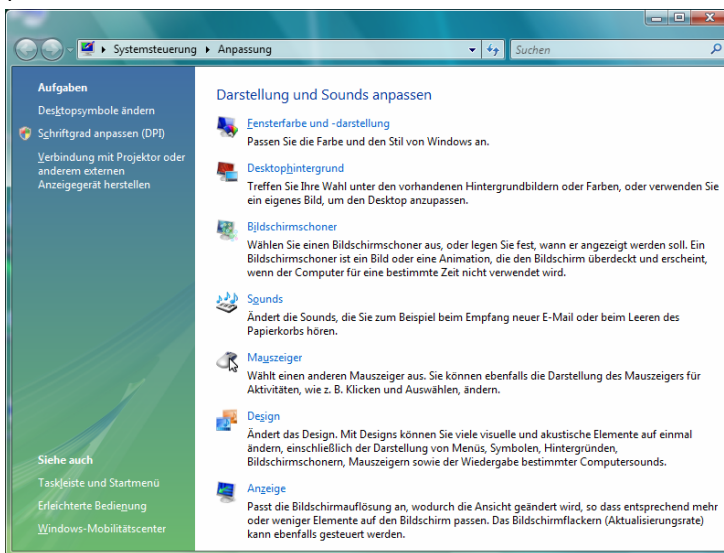 Systemsteuerung Anpassung Suchen
Aufgaben
Desktopsymbole ändern
Schriftgrad anpassen (DPI)
Verbindung mit Projektor oder
anderem externen
Anzeigegerät herstellen
Siehe auch
Taskleiste und Startmenü
Erleichterte Bedienung
Windows-Mobilitätscenter
Darstellung und Sounds anpassen
Fensterfarbe und -darstellung
Passen Sie die Farbe und den Stil von Windows an.
Desktophintergrund
Treffen Sie Ihre Wahl unter den vorhandenen Hintergrundbildern oder Farben, oder verwenden Sie
ein eigenes Bild, um den Desktop anzupassen.
Bildschirmschoner
Wählen Sie einen Bildschirmschoner aus, oder legen Sie fest, wann er angezeigt werden soll. Ein
Bildschirmschoner ist ein Bild oder eine Animation, die den Bildschirm überdeckt und erscheint,
wenn der Computer für eine bestimmte Zeit nicht verwendet wird.
Sounds
Ändert die Sounds, die Sie zum Beispiel beim Empfang neuer E-Mail oder beim Leeren des
Papierkorbs hören.
Mauszeiger
Wählt einen anderen Mauszeiger aus. Sie können ebenfalls die Darstellung des Mauszeigers für
Aktivitäten, wie z. B. Klicken und Auswählen, ändern.
Design
Ändert das Design. Mit Designs können Sie viele visuelle und akustische Elemente auf einmal
ändern, einschließlich der Darstellung von Menüs, Symbolen, Hintergründen,
Bildschirmschonern, Mauszeigern sowie der Wiedergabe bestimmter Computersounds.
Anzeige
Passt die Bildschirmauflösung an, wodurch die Ansicht geändert wird, so dass entsprechend mehr
oder weniger Elemente auf den Bildschirm passen. Das Bildschirmflackern (Aktualisierungsrate)
kann ebenfalls gesteuert werden.